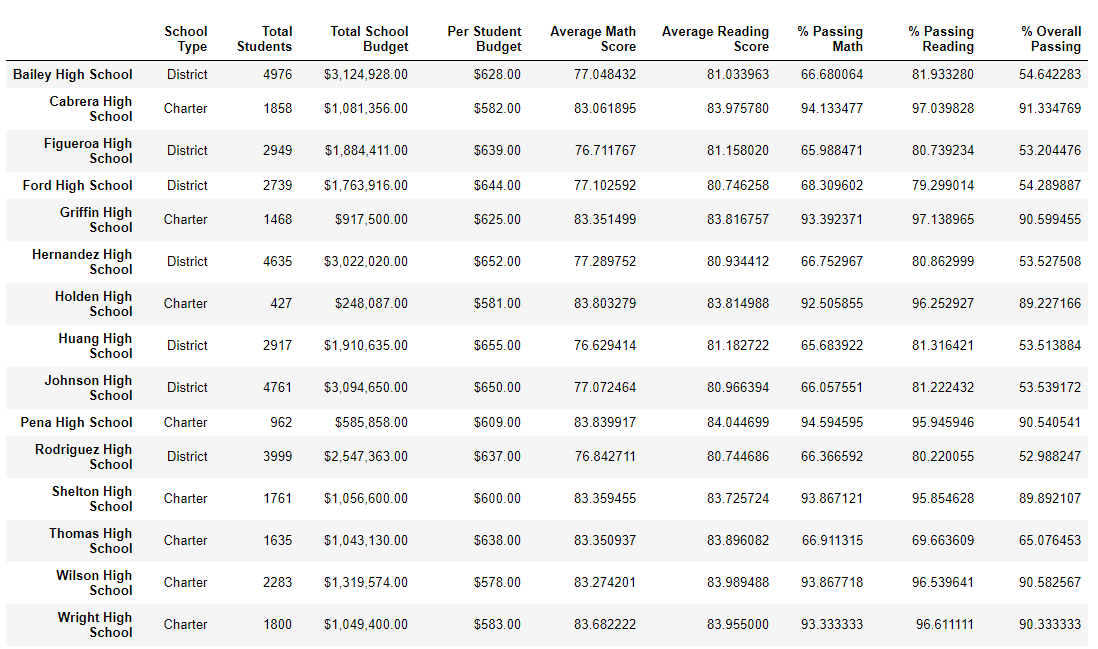 School Type Total Students Total School Budget Per Student Budget Average Math Score Average Reading Score % Passing Math % Passing Reading % Overall Passing
Bailey High School District 4976 $3,124,928.00 $628.00 77.048432 81.033963 66.680064 81.933280 54.642283
Cabrera High School Charter 1858 $1,081,356.00 $582.00 83.061895 83.975780 94.133477 97.039828 91.334769
Figueroa High School District 2949 $1,884,411.00 $639.00 76.711767 81.158020 65.988471 80.739234 53.204476
Ford High School District 2739 $1,763,916.00 $644.00 77.102592 80.746258 68.309602 79.299014 54.289887
Griffin High School Charter 1468 $917,500.00 $625.00 83.351499 83.816757 93.392371 97.138965 90.599455
Hernandez High School District 4635 $3,022,020.00 $652.00 77.289752 80.934412 66.752967 80.862999 53.527508
Holden High School Charter 427 $248,087.00 $581.00 83.803279 83.814988 92.505855 96.252927 89.227166
Huang High School District 2917 $1,910,635.00 $655.00 76.629414 81.182722 65.683922 81.316421 53.513884
Johnson High School District 4761 $3,094,650.00 $650.00 77.072464 80.966394 66.057551 81.222432 53.539172
Pena High School Charter 962 $585,858.00 $609.00 83.839917 84.044699 94.594595 95.945946 90.540541
Rodriguez High School District 3999 $2,547,363.00 $637.00 76.842711 80.744686 66.366592 80.220055 52.988247
Shelton High School Charter 1761 $1,056,600.00 $600.00 83.359455 83.725724 93.867121 95.854628 89.892107
Thomas High School Charter 1635 $1,043,130.00 $638.00 83.350937 83.896082 66.911315 69.663609 65.076453
Wilson High School Charter 2283 $1,319,574.00 $578.00 83.274201 83.989488 93.867718 96.539641 90.582567
Wright High School Charter 1800 $1,049,400.00 $583.00 83.682222 83.955000 93.333333 96.611111 90.333333